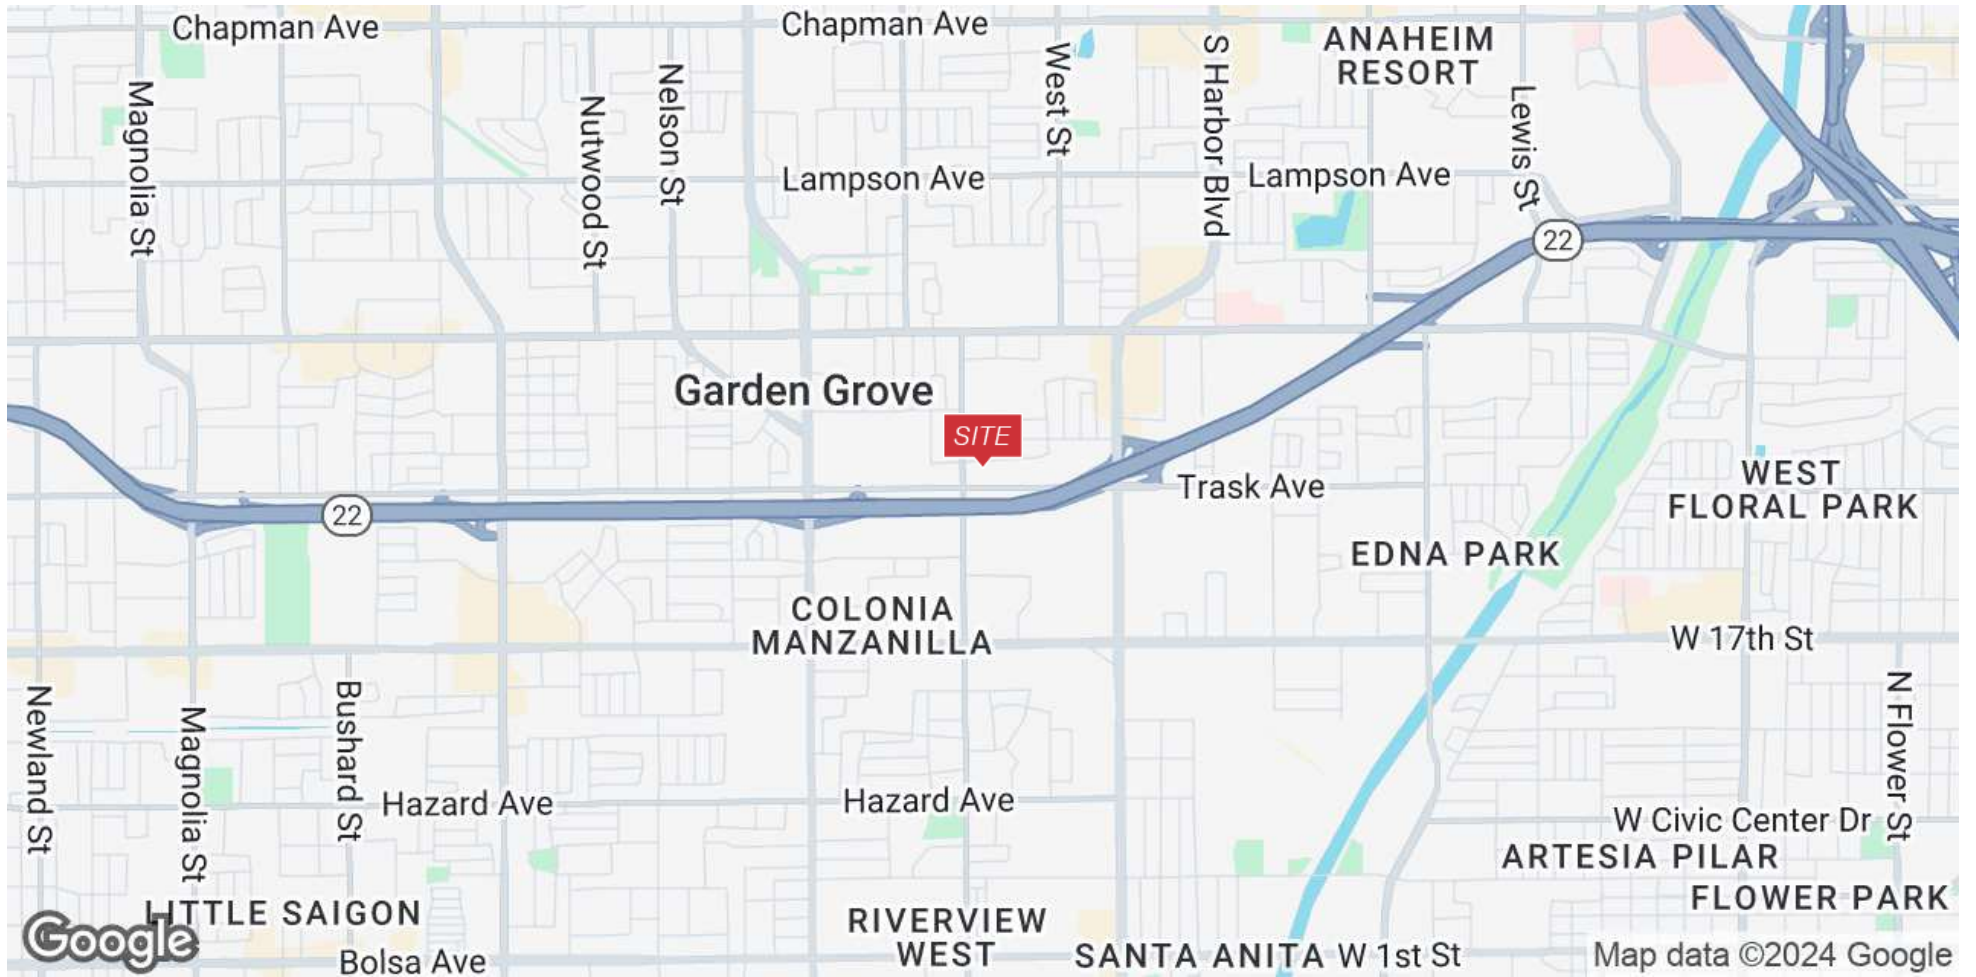 Chapman Ave
Chapman Ave
ANAHEIM
RESORT
Magnolia St
Nelson St
Nutwood St
West St
S Harbor Blvd
Lewis St
Lampson Ave
Lampson Ave
22
Garden Grove
SITE
Trask Ave
22
WEST
FLORAL PARK
EDNA PARK
COLONIA
MANZANILLA
W 17th St
Newland St
Magnolia St
Bushard St
N Flower St
Hazard Ave
Hazard Ave
W Civic Center Dr
ARTESIA PILAR
FLOWER PARK
LITTLE SAIGON
RIVERVIEW
WEST
SANTA ANITA
W 1st St
Bolsa Ave
Google
Map data ©2024 Google